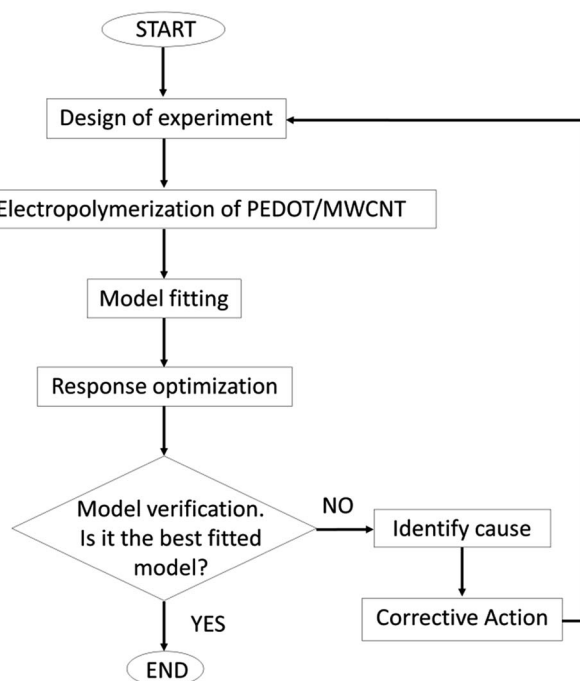 START
Design of experiment
Electropolymerization of PEDOT/MWCNT
Model fitting
Response optimization
Model verification.
Is it the best fitted
model?
NO
Identify cause
Corrective Action
YES
END